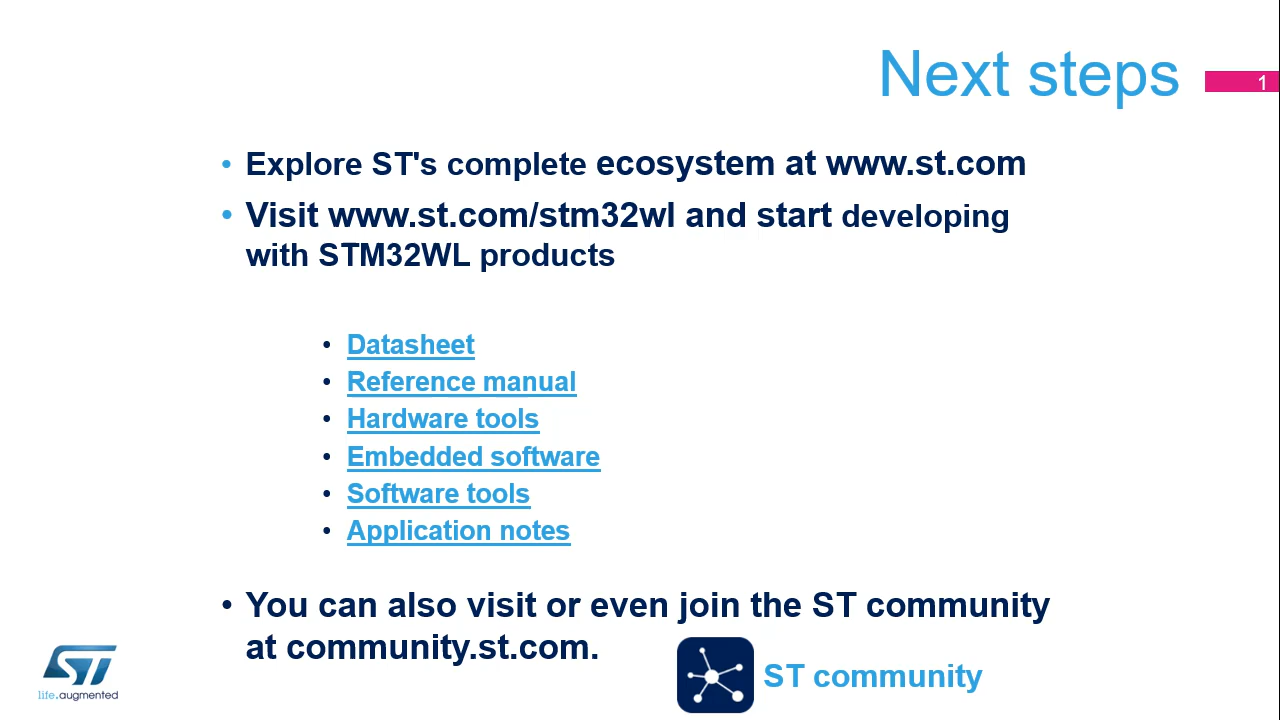 Next steps
1
• Explore ST's complete ecosystem at www.st.com
• Visit www.st.com/stm32wl and start developing
with STM32WL products
• Datasheet
• Reference manual
• Hardware tools
• Embedded software
• Software tools
• Application notes
• You can also visit or even join the ST community
at community.st.com.
ST community
ST
life.augmented